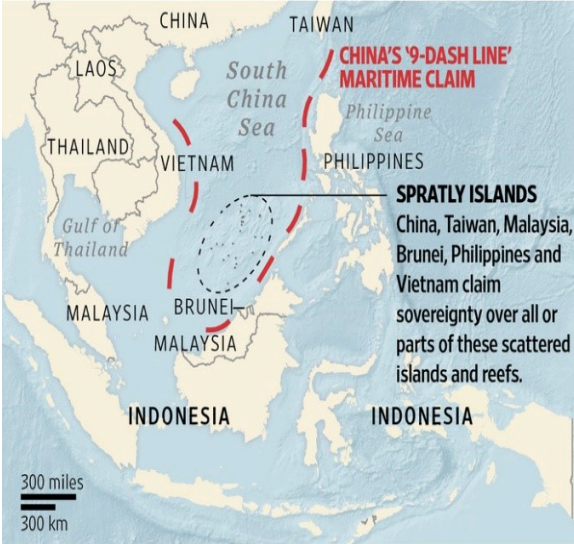 CHINA
TAIWAN
CHINA'S '9-DASH LINE'
MARITIME CLAIM
LAOS
South
China
Sea
Philippine
Sea
THAILAND
VIETNAM
PHILIPPINES
SPRATLY ISLANDS
China, Taiwan, Malaysia,
Brunei, Philippines and
Vietnam claim
sovereignty over all or
parts of these scattered
islands and reefs.
Gulf of
Thailand
MALAYSIA
BRUNEI
MALAYSIA
INDONESIA
INDONESIA
300 miles
300 km